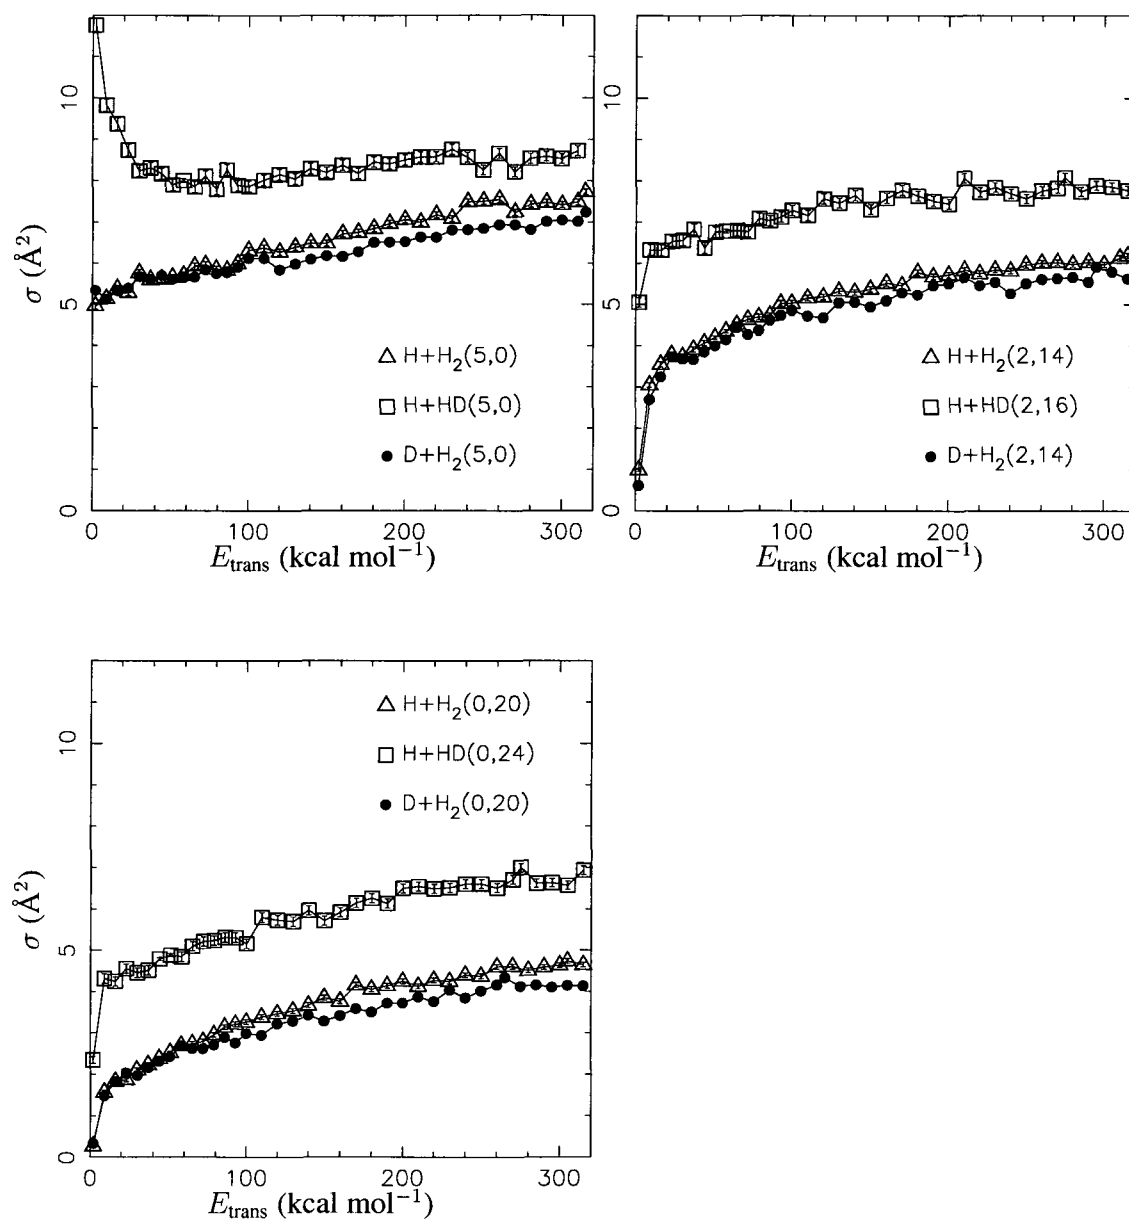 10
5
0
σ (Å²)
△ H+H₂(5,0)
□ H+HD(5,0)
● D+H₂(5,0)
0 100 200 300
E_trans (kcal mol⁻¹)
10
5
0
△ H+H₂(2,14)
□ H+HD(2,16)
● D+H₂(2,14)
0 100 200 300
E_trans (kcal mol⁻¹)
10
5
0
σ (Å²)
△ H+H₂(0,20)
□ H+HD(0,24)
● D+H₂(0,20)
0 100 200 300
E_trans (kcal mol⁻¹)